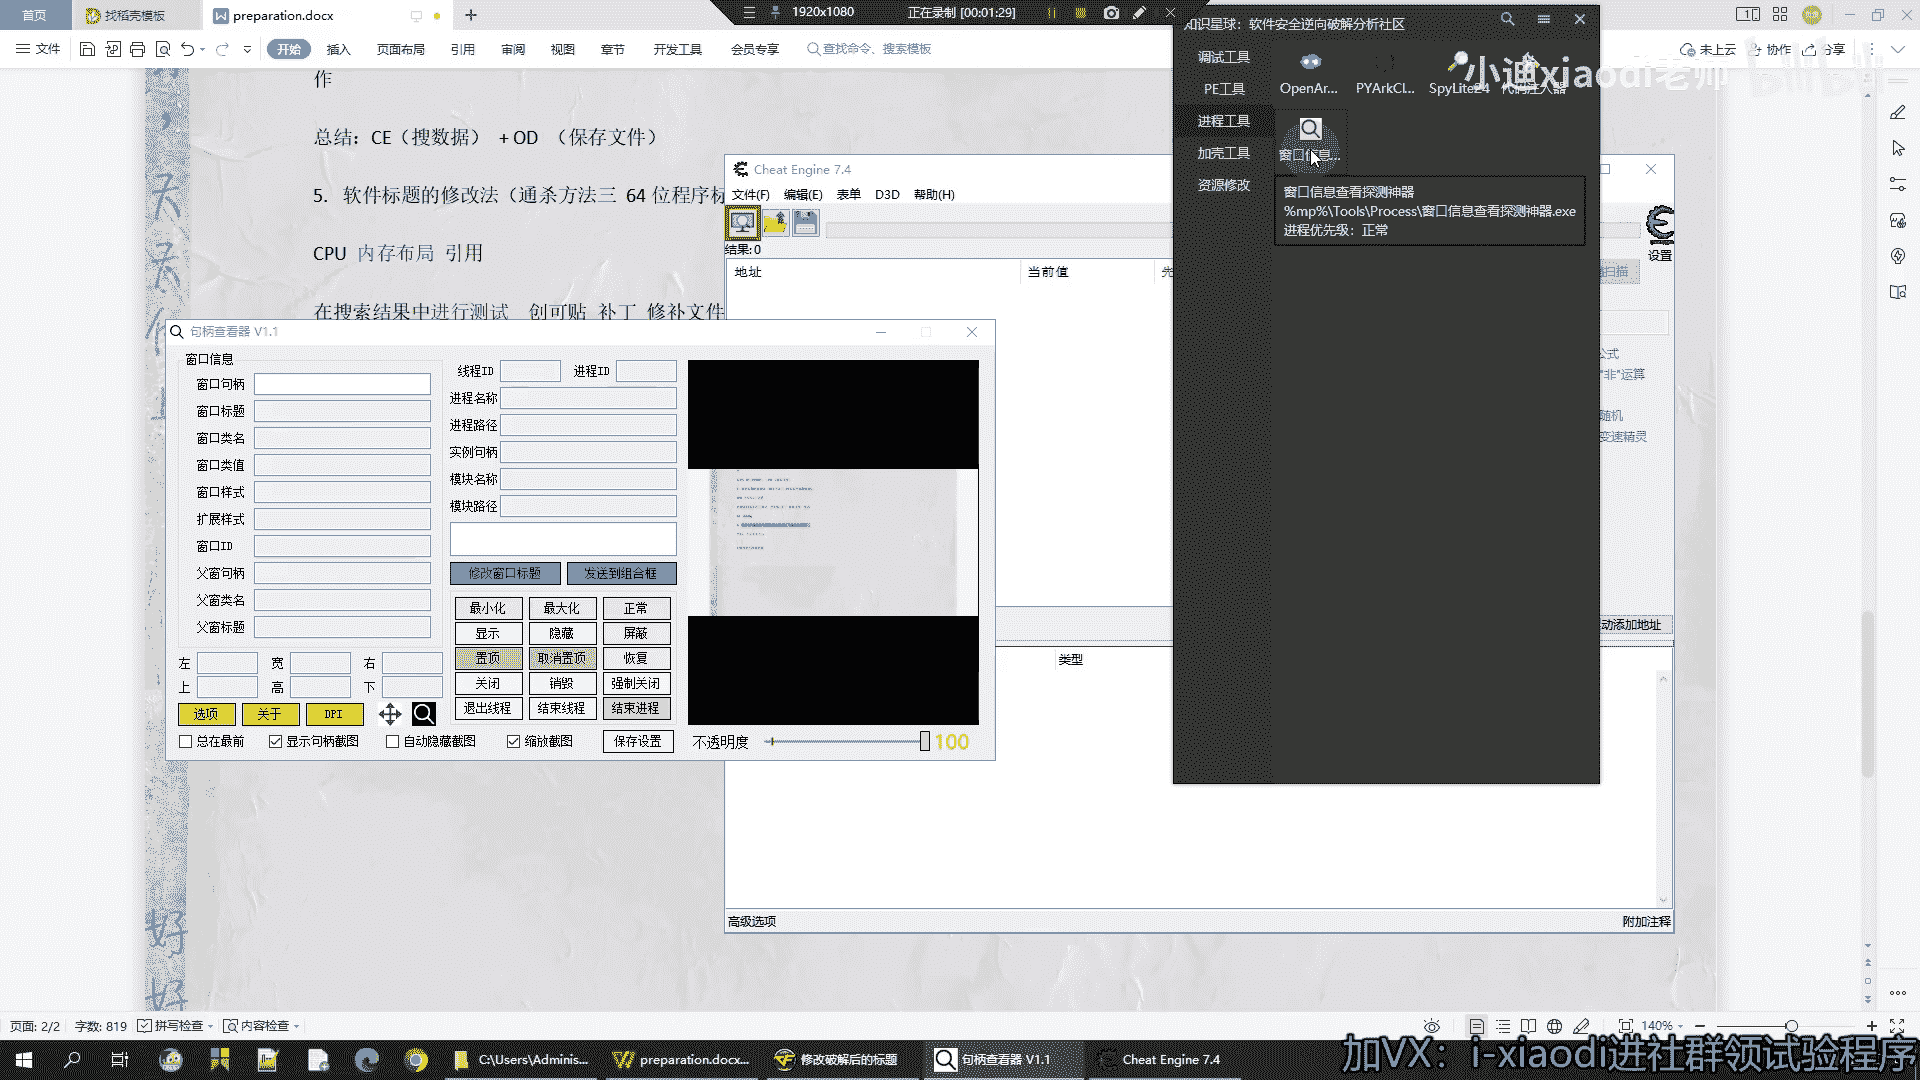 首页
找稻壳模板
preparation.docx
1920x1080
正在录制 [00:01:29]
文件
开始
插入
页面布局
引用
审阅
视图
章节
开发工具
会员专享
查找命令、搜索模板
未上云
协作
分享
作
总结：CE（搜数据） +OD （保存文件）
5. 软件标题的修改法（通杀方法三 64 位程序标
CPU 内存布局 引用
在搜索结果中进行测试 创可贴 补丁 修补文件
知识星球：软件安全逆向破解分析社区
调试工具
PE工具
进程工具
加壳工具
资源修改
OpenAr...
PYArkCl...
SpyLite24
代码注入器
窗口信息...
窗口信息查看探测神器
%mp%\Tools\Process\窗口信息查看探测神器.exe
进程优先级：正常
小迪xiaodi老师
bilibili
Cheat Engine 7.4
文件(F)
编辑(E)
表单
D3D
帮助(H)
结果: 0
地址
当前值
先
设置
扫描
公式
"非"运算
随机
变速精灵
动添加地址
类型
高级选项
附加注释
句柄查看器 V1.1
窗口信息
窗口句柄
窗口标题
窗口类名
窗口类值
窗口样式
扩展样式
窗口ID
父窗句柄
父窗类名
父窗标题
左
宽
右
上
高
下
选项
关于
DPI
总在最前
显示句柄截图
自动隐藏截图
缩放截图
线程ID
进程ID
进程名称
进程路径
实例句柄
模块名称
模块路径
修改窗口标题
发送到组合框
最小化
最大化
正常
显示
隐藏
屏蔽
置顶
取消置顶
恢复
关闭
销毁
强制关闭
退出线程
结束线程
结束进程
保存设置
不透明度
100
好
好
页面: 2/2
字数: 819
拼写检查
内容检查
140%
C:\Users\Adminis...
preparation.docx...
修改破解后的标题
句柄查看器 V1.1
Cheat Engine 7.4
加VX：i-xiaodi进社群领试验程序